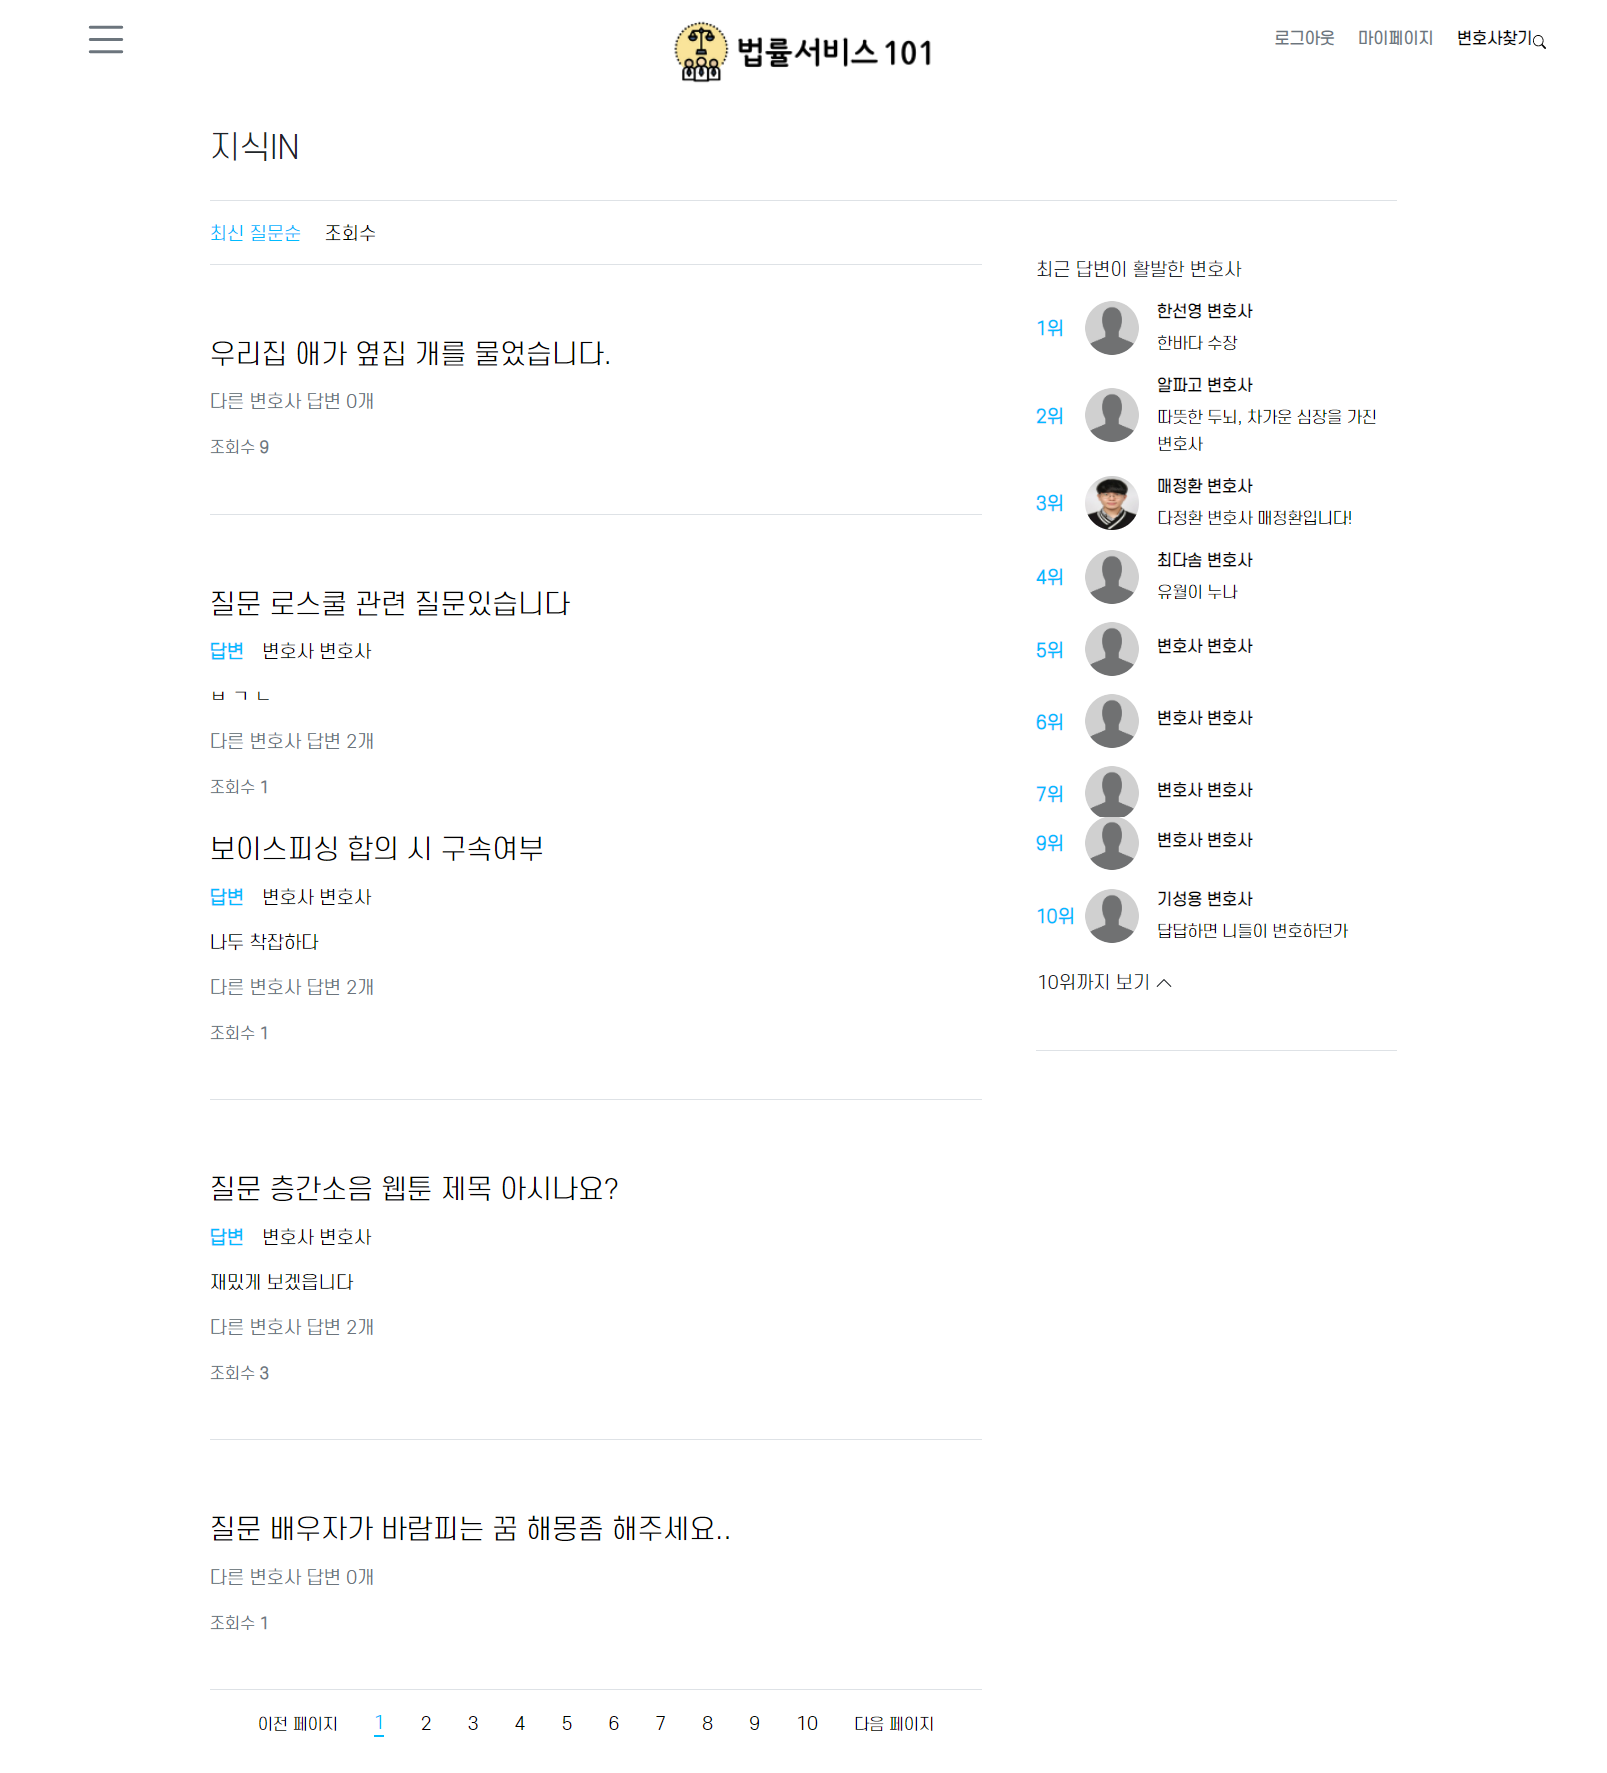 법률서비스 101
로그아웃 마이페이지 변호사찾기
지식IN
최신 질문순 조회수
우리집 애가 옆집 개를 물었습니다.
다른 변호사 답변 0개
조회수 9
질문 로스쿨 관련 질문있습니다
답변 변호사 변호사
ㅂ ㄱ ㄴ
다른 변호사 답변 2개
조회수 1
보이스피싱 합의 시 구속여부
답변 변호사 변호사
나두 착잡하다
다른 변호사 답변 2개
조회수 1
질문 층간소음 웹툰 제목 아시나요?
답변 변호사 변호사
재밌게 보겠읍니다
다른 변호사 답변 2개
조회수 3
질문 배우자가 바람피는 꿈 해몽좀 해주세요..
다른 변호사 답변 0개
조회수 1
이전 페이지 1 2 3 4 5 6 7 8 9 10 다음 페이지
최근 답변이 활발한 변호사
1위
한선영 변호사
한바다 수장
2위
알파고 변호사
따뜻한 두뇌, 차가운 심장을 가진
변호사
3위
매정환 변호사
다정환 변호사 매정환입니다!
4위
최다솜 변호사
유월이 누나
5위
변호사 변호사
6위
변호사 변호사
7위
변호사 변호사
9위
변호사 변호사
10위
기성용 변호사
답답하면 니들이 변호하던가
10위까지 보기